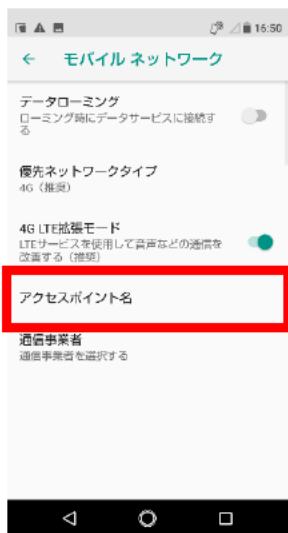 16:50
← モバイル ネットワーク
データローミング
ローミング時にデータサービスに接続す
る
優先ネットワークタイプ
4G（推奨）
4G LTE拡張モード
LTEサービスを使用して音声などの通信を
改善する（推奨）
アクセスポイント名
通信事業者
通信事業者を選択する